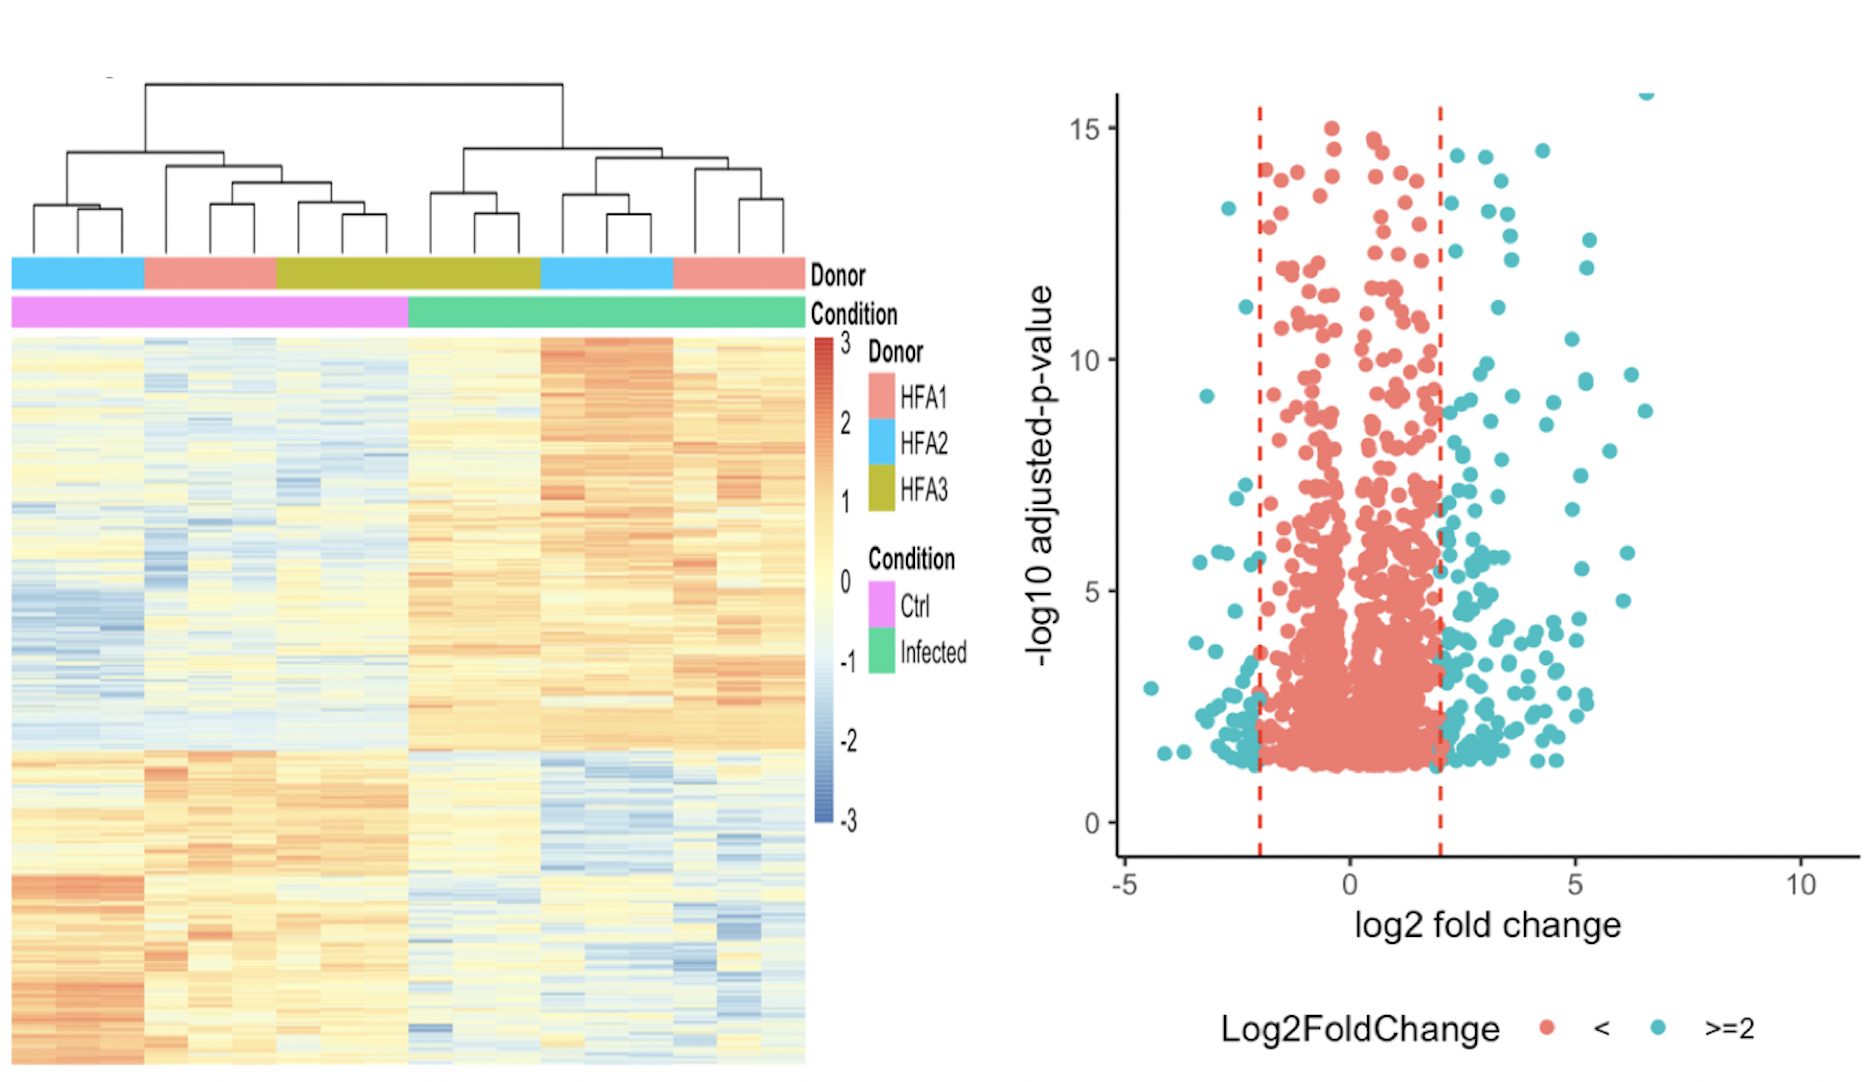 Donor
Condition
3
2
1
0
-1
-2
-3
Donor
HFA1
HFA2
HFA3
Condition
Ctrl
Infected
-log10 adjusted-p-value
15
10
5
0
-5 0 5 10
log2 fold change
Log2FoldChange < >=2